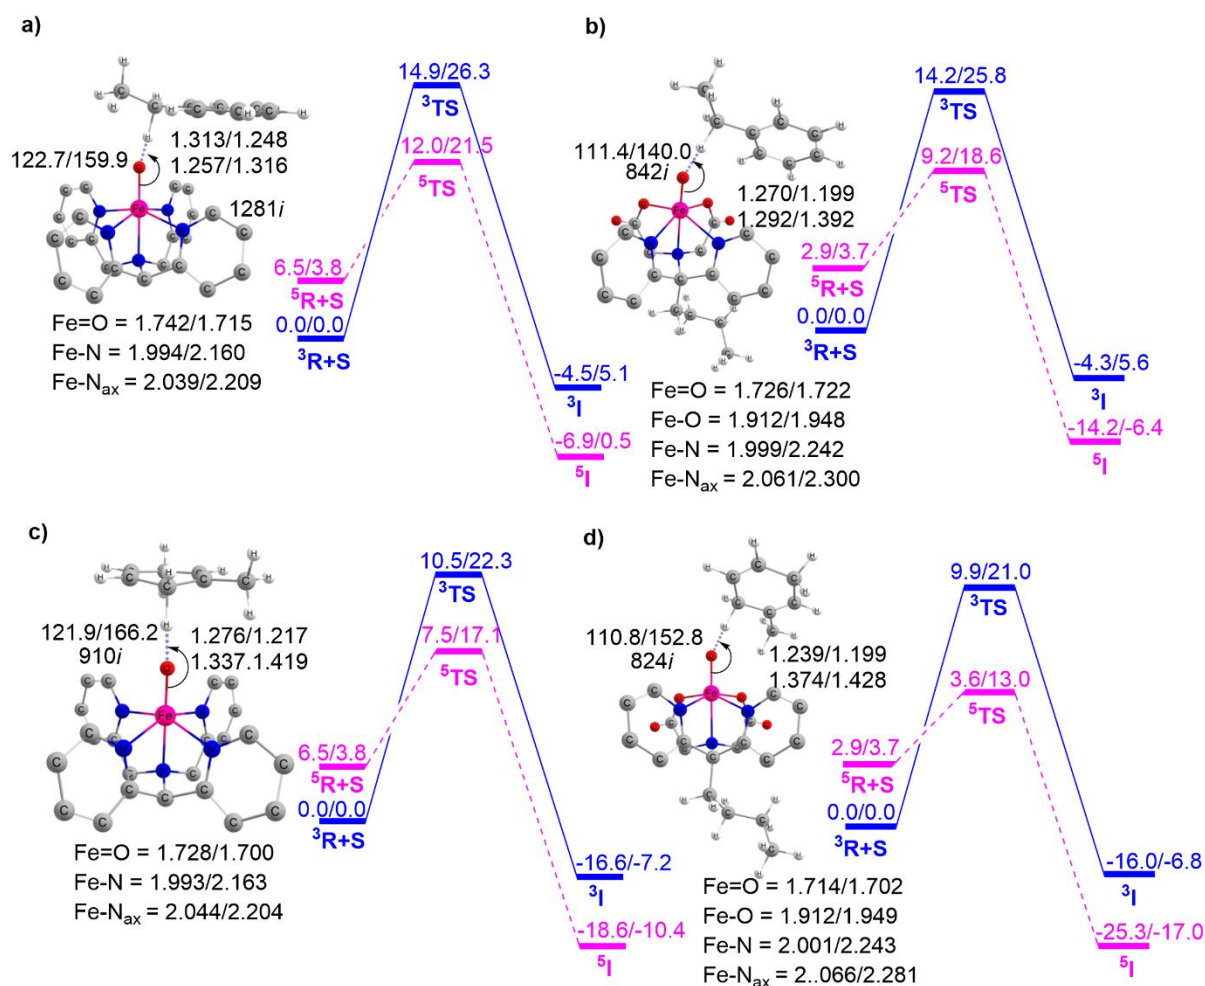 a)
14.9/26.3
³TS
12.0/21.5
⁵TS
1.313/1.248
1.257/1.316
122.7/159.9
1281i
6.5/3.8
⁵R+S
0.0/0.0
³R+S
-4.5/5.1
³I
-6.9/0.5
⁵I
Fe=O = 1.742/1.715
Fe-N = 1.994/2.160
Fe-Nax = 2.039/2.209
b)
14.2/25.8
³TS
9.2/18.6
⁵TS
111.4/140.0
842i
1.270/1.199
1.292/1.392
2.9/3.7
⁵R+S
0.0/0.0
³R+S
-4.3/5.6
³I
-14.2/-6.4
⁵I
Fe=O = 1.726/1.722
Fe-O = 1.912/1.948
Fe-N = 1.999/2.242
Fe-Nax = 2.061/2.300
c)
10.5/22.3
³TS
7.5/17.1
⁵TS
121.9/166.2
910i
1.276/1.217
1.337.1.419
6.5/3.8
⁵R+S
0.0/0.0
³R+S
-16.6/-7.2
³I
-18.6/-10.4
⁵I
Fe=O = 1.728/1.700
Fe-N = 1.993/2.163
Fe-Nax = 2.044/2.204
d)
9.9/21.0
³TS
3.6/13.0
⁵TS
110.8/152.8
824i
1.239/1.199
1.374/1.428
2.9/3.7
⁵R+S
0.0/0.0
³R+S
-16.0/-6.8
³I
-25.3/-17.0
⁵I
Fe=O = 1.714/1.702
Fe-O = 1.912/1.949
Fe-N = 2.001/2.243
Fe-Nax = 2..066/2.281